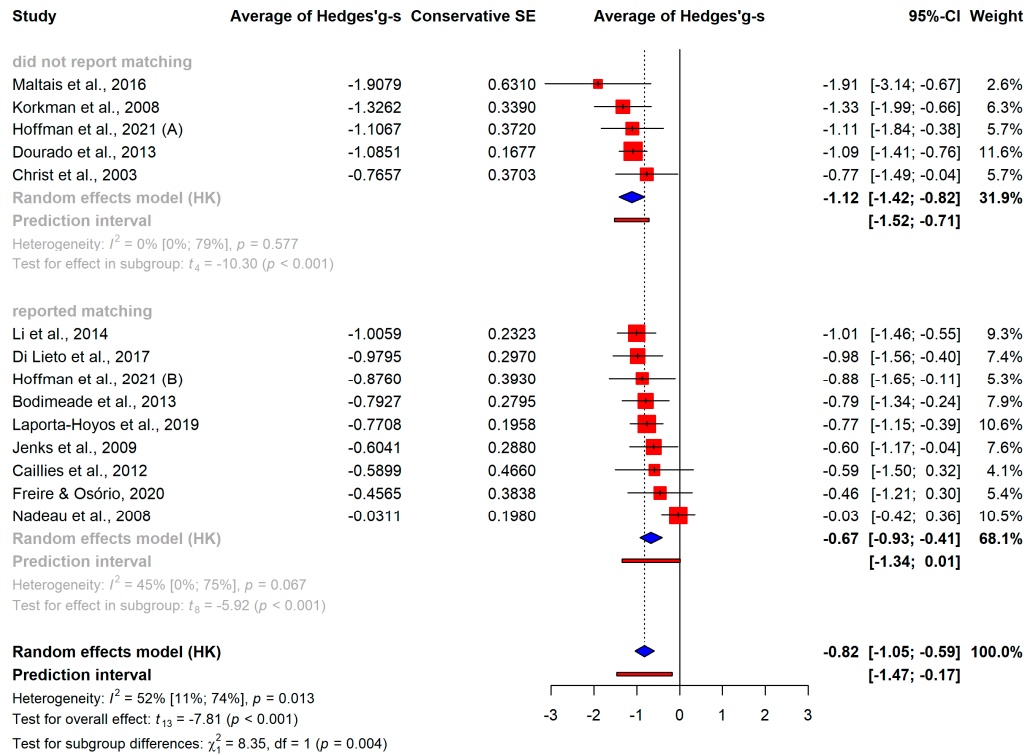 Study Average of Hedges'g-s Conservative SE Average of Hedges'g-s 95%-CI Weight
did not report matching
Maltais et al., 2016 -1.9079 0.6310 -1.91 [-3.14; -0.67] 2.6%
Korkman et al., 2008 -1.3262 0.3390 -1.33 [-1.99; -0.66] 6.3%
Hoffman et al., 2021 (A) -1.1067 0.3720 -1.11 [-1.84; -0.38] 5.7%
Dourado et al., 2013 -1.0851 0.1677 -1.09 [-1.41; -0.76] 11.6%
Christ et al., 2003 -0.7657 0.3703 -0.77 [-1.49; -0.04] 5.7%
Random effects model (HK) -1.12 [-1.42; -0.82] 31.9%
Prediction interval [-1.52; -0.71]
Heterogeneity: I² = 0% [0%; 79%], p = 0.577
Test for effect in subgroup: t₄ = -10.30 (p < 0.001)
reported matching
Li et al., 2014 -1.0059 0.2323 -1.01 [-1.46; -0.55] 9.3%
Di Lieto et al., 2017 -0.9795 0.2970 -0.98 [-1.56; -0.40] 7.4%
Hoffman et al., 2021 (B) -0.8760 0.3930 -0.88 [-1.65; -0.11] 5.3%
Bodimeade et al., 2013 -0.7927 0.2795 -0.79 [-1.34; -0.24] 7.9%
Laporta-Hoyos et al., 2019 -0.7708 0.1958 -0.77 [-1.15; -0.39] 10.6%
Jenks et al., 2009 -0.6041 0.2880 -0.60 [-1.17; -0.04] 7.6%
Caillies et al., 2012 -0.5899 0.4660 -0.59 [-1.50; 0.32] 4.1%
Freire & Osório, 2020 -0.4565 0.3838 -0.46 [-1.21; 0.30] 5.4%
Nadeau et al., 2008 -0.0311 0.1980 -0.03 [-0.42; 0.36] 10.5%
Random effects model (HK) -0.67 [-0.93; -0.41] 68.1%
Prediction interval [-1.34; 0.01]
Heterogeneity: I² = 45% [0%; 75%], p = 0.067
Test for effect in subgroup: t₈ = -5.92 (p < 0.001)
Random effects model (HK) -0.82 [-1.05; -0.59] 100.0%
Prediction interval [-1.47; -0.17]
Heterogeneity: I² = 52% [11%; 74%], p = 0.013
Test for overall effect: t₁₃ = -7.81 (p < 0.001)
-3 -2 -1 0 1 2 3
Test for subgroup differences: χ₁² = 8.35, df = 1 (p = 0.004)